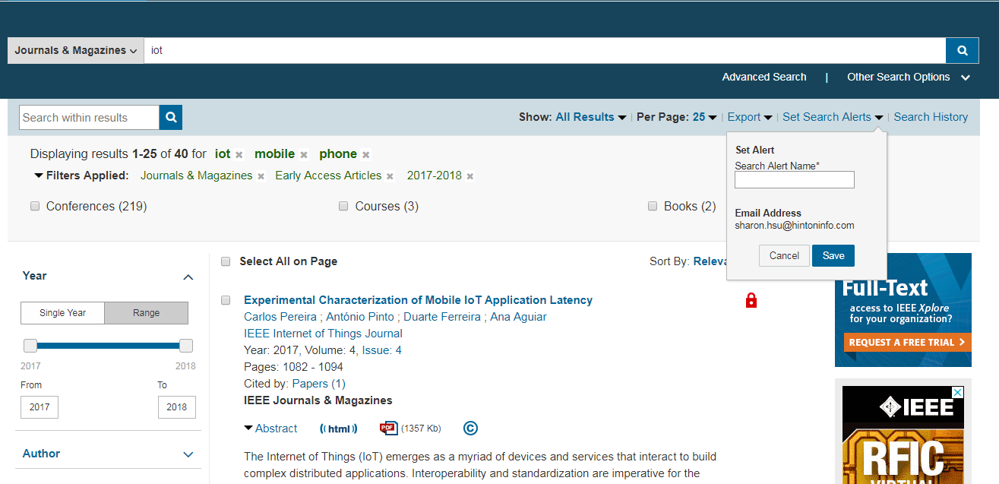 Journals & Magazines iot
Advanced Search | Other Search Options
Search within results Show: All Results | Per Page: 25 | Export | Set Search Alerts | Search History
Displaying results 1-25 of 40 for iot × mobile × phone ×
Filters Applied: Journals & Magazines × Early Access Articles × 2017-2018 ×
Conferences (219) Courses (3) Books (2)
Set Alert
Search Alert Name*
Email Address
sharon.hsu@hintoninfo.com
Cancel Save
Year
Single Year Range
2017 2018
From To
2017 2018
Author
Select All on Page Sort By:
Experimental Characterization of Mobile IoT Application Latency
Carlos Pereira ; António Pinto ; Duarte Ferreira ; Ana Aguiar
IEEE Internet of Things Journal
Year: 2017, Volume: 4, Issue: 4
Pages: 1082 - 1094
Cited by: Papers (1)
IEEE Journals & Magazines
Abstract ((html)) PDF (1357 Kb) ©
The Internet of Things (IoT) emerges as a myriad of devices and services that interact to build
complex distributed applications. Interoperability and standardization are imperative for the
Full-Text
access to IEEE Xplore
for your organization?
REQUEST A FREE TRIAL >
IEEE
RFIC
VIRTUAL